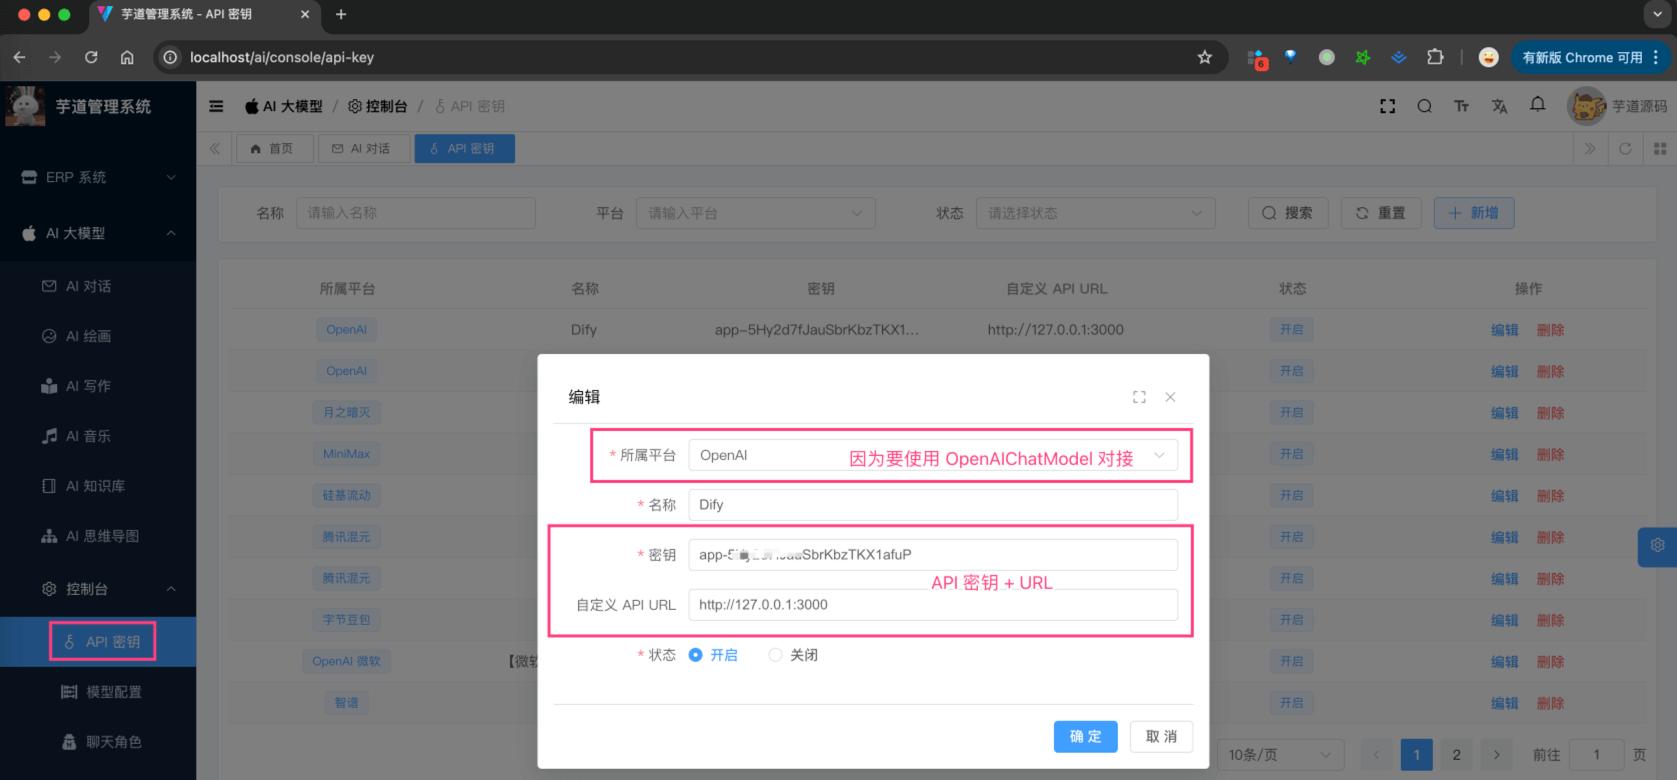 芋道管理系统 - API 密钥
localhost/ai/console/api-key
6
有新版 Chrome 可用
芋道管理系统
AI 大模型 / 控制台 / API 密钥
芋道源码
首页
AI 对话
API 密钥
ERP 系统
AI 大模型
AI 对话
AI 绘画
AI 写作
AI 音乐
AI 知识库
AI 思维导图
控制台
API 密钥
模型配置
聊天角色
名称 请输入名称 平台 请输入平台 状态 请选择状态 搜索 重置 新增
所属平台 名称 密钥 自定义 API URL 状态 操作
OpenAI Dify app-5Hy2d7fJauSbrKbzTKX1... http://127.0.0.1:3000 开启 编辑 删除
OpenAI 开启 编辑 删除
月之暗灭 开启 编辑 删除
MiniMax 开启 编辑 删除
硅基流动 开启 编辑 删除
腾讯混元 开启 编辑 删除
腾讯混元 开启 编辑 删除
字节豆包 开启 编辑 删除
OpenAI 微软 【微软 开启 编辑 删除
智谱 开启 编辑 删除
编辑
* 所属平台 OpenAI 因为要使用 OpenAIChatModel 对接
* 名称 Dify
* 密钥 app-5 SbrKbzTKX1afuP
API 密钥 + URL
自定义 API URL http://127.0.0.1:3000
* 状态 开启 关闭
确 定 取 消
10条/页 1 2 前往 1 页